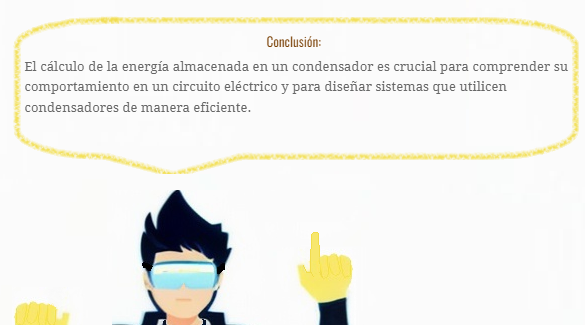 Conclusión:
El cálculo de la energía almacenada en un condensador es crucial para comprender su
comportamiento en un circuito eléctrico y para diseñar sistemas que utilicen
condensadores de manera eficiente.